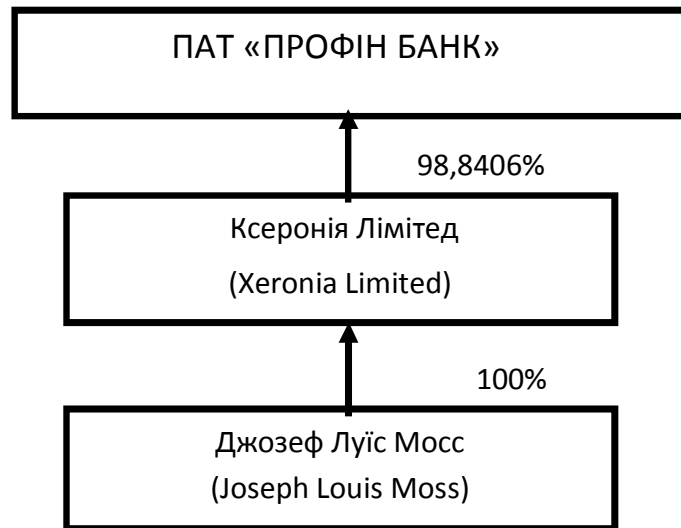 ПАТ «ПРОФІН БАНК»
98,8406%
Ксеронія Лімітед
(Xeronia Limited)
100%
Джозеф Луїс Мосс
(Joseph Louis Moss)